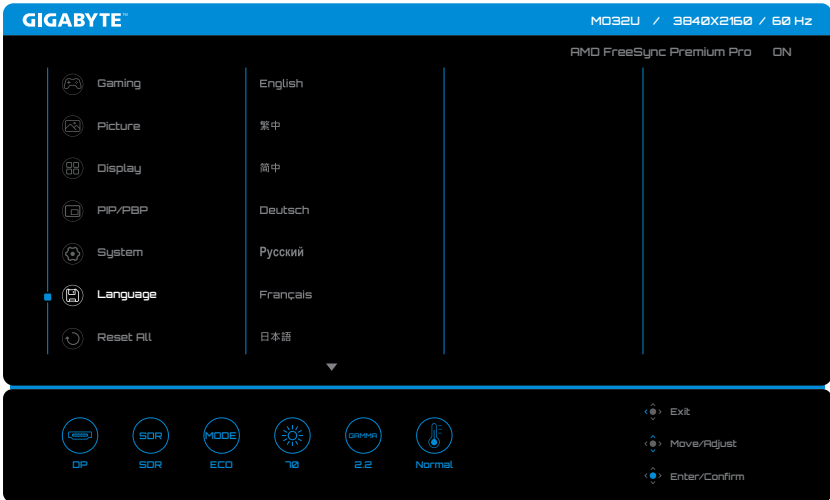 GIGABYTE™
MO32U / 3840X2160 / 60 Hz
AMD FreeSync Premium Pro ON
Gaming
English
Picture
繁中
Display
简中
PIP/PBP
Deutsch
System
Русский
Language
Français
Reset All
日本語
SDR
MODE
GAMMA
DP
SDR
ECO
70
2.2
Normal
Exit
Move/Adjust
Enter/Confirm